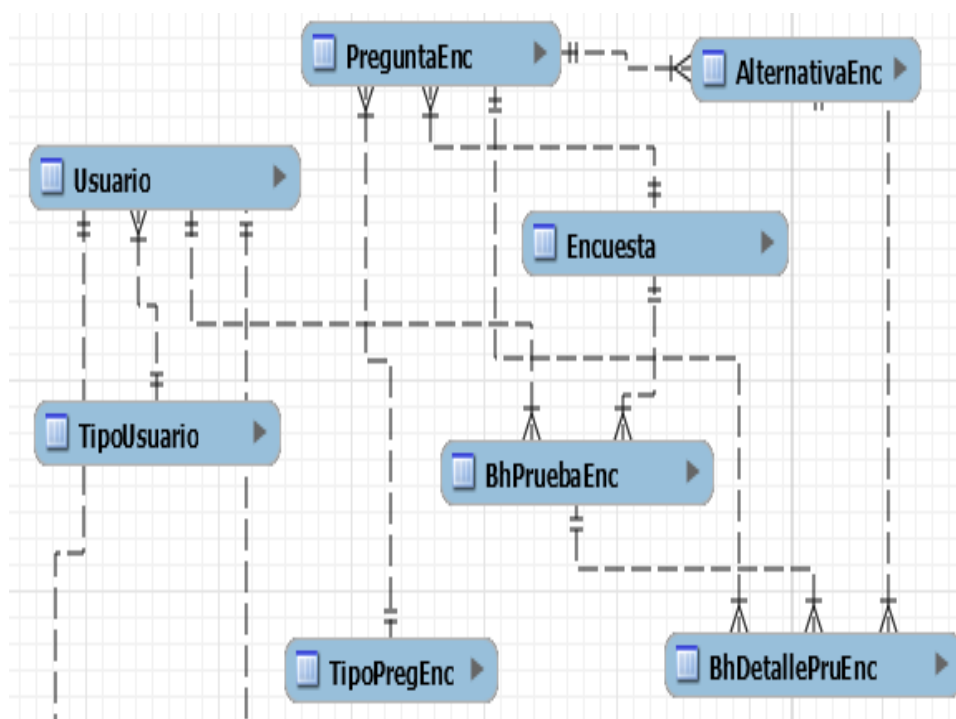 PreguntaEnc
AlternativaEnc
Usuario
Encuesta
TipoUsuario
BhPruebaEnc
TipoPregEnc
BhDetallePruEnc